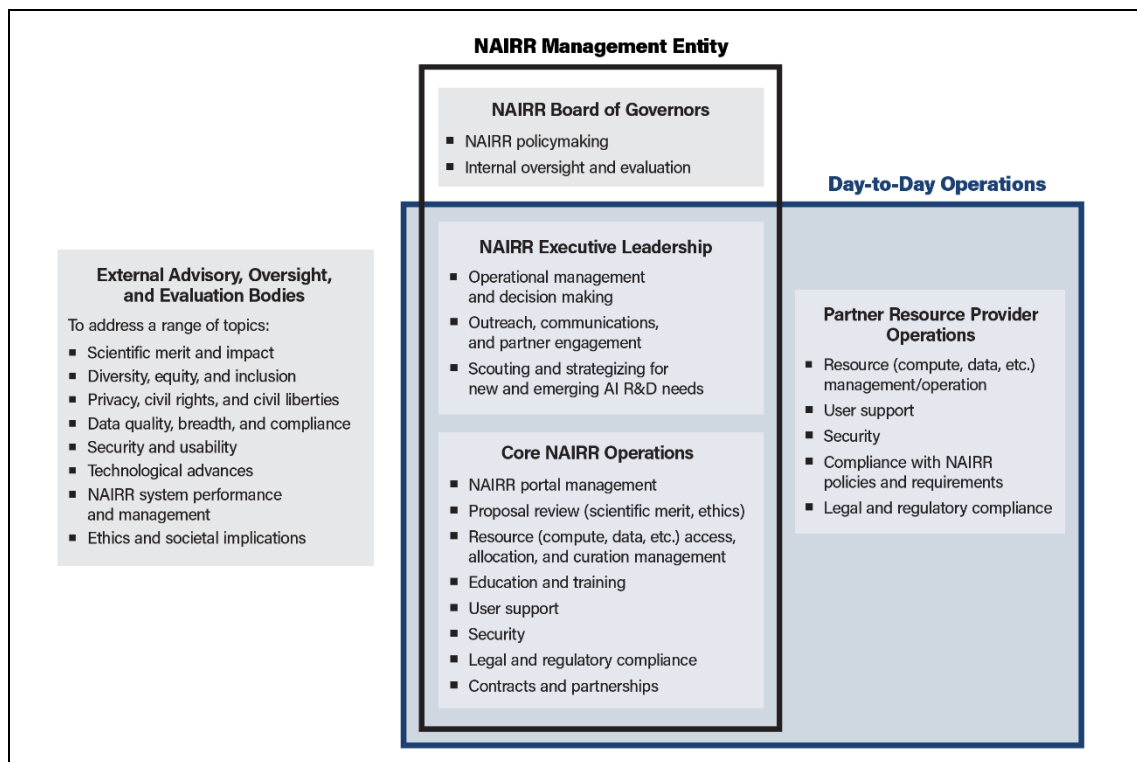 NAIRR Management Entity
NAIRR Board of Governors
■ NAIRR policymaking
■ Internal oversight and evaluation
Day-to-Day Operations
External Advisory, Oversight,
and Evaluation Bodies
To address a range of topics:
■ Scientific merit and impact
■ Diversity, equity, and inclusion
■ Privacy, civil rights, and civil liberties
■ Data quality, breadth, and compliance
■ Security and usability
■ Technological advances
■ NAIRR system performance
and management
■ Ethics and societal implications
NAIRR Executive Leadership
■ Operational management
and decision making
■ Outreach, communications,
and partner engagement
■ Scouting and strategizing for
new and emerging AI R&D needs
Core NAIRR Operations
■ NAIRR portal management
■ Proposal review (scientific merit, ethics)
■ Resource (compute, data, etc.) access,
allocation, and curation management
■ Education and training
■ User support
■ Security
■ Legal and regulatory compliance
■ Contracts and partnerships
Partner Resource Provider
Operations
■ Resource (compute, data, etc.)
management/operation
■ User support
■ Security
■ Compliance with NAIRR
policies and requirements
■ Legal and regulatory compliance